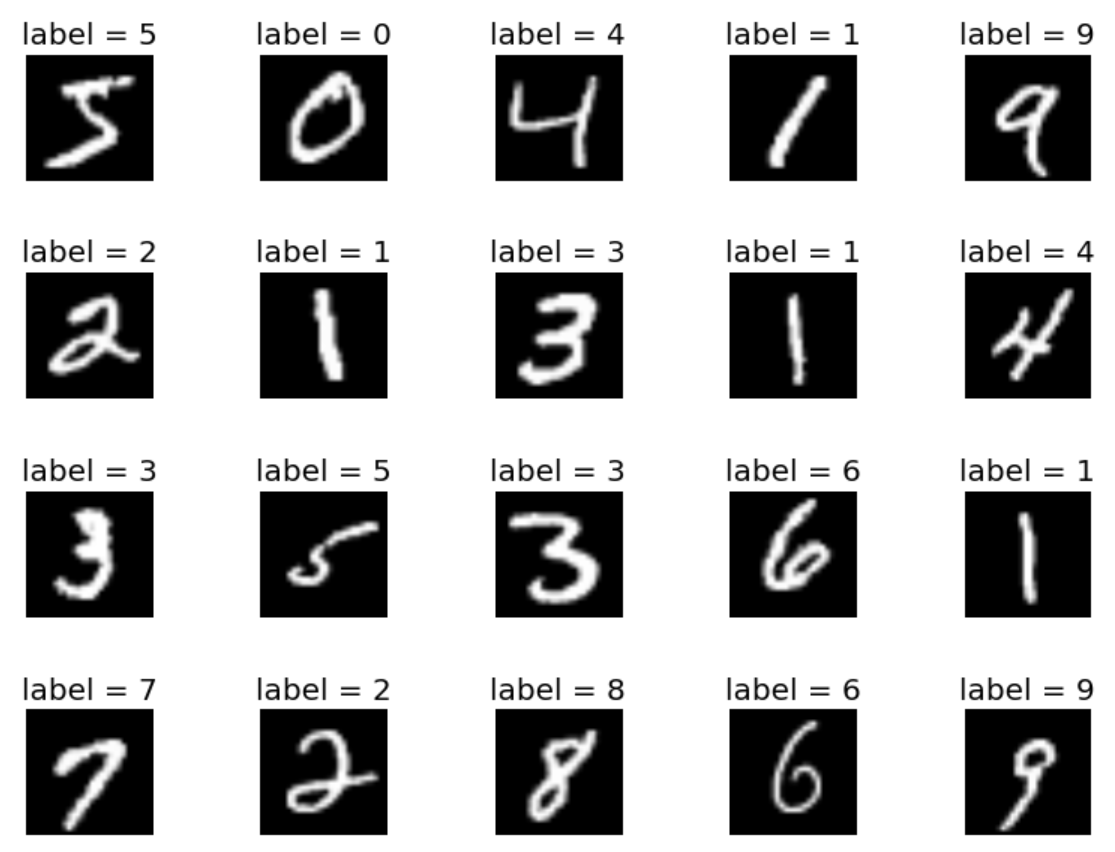 label = 5 label = 0 label = 4 label = 1 label = 9
5 0 4 1 9
label = 2 label = 1 label = 3 label = 1 label = 4
2 1 3 1 4
label = 3 label = 5 label = 3 label = 6 label = 1
3 5 3 6 1
label = 7 label = 2 label = 8 label = 6 label = 9
7 2 8 6 9